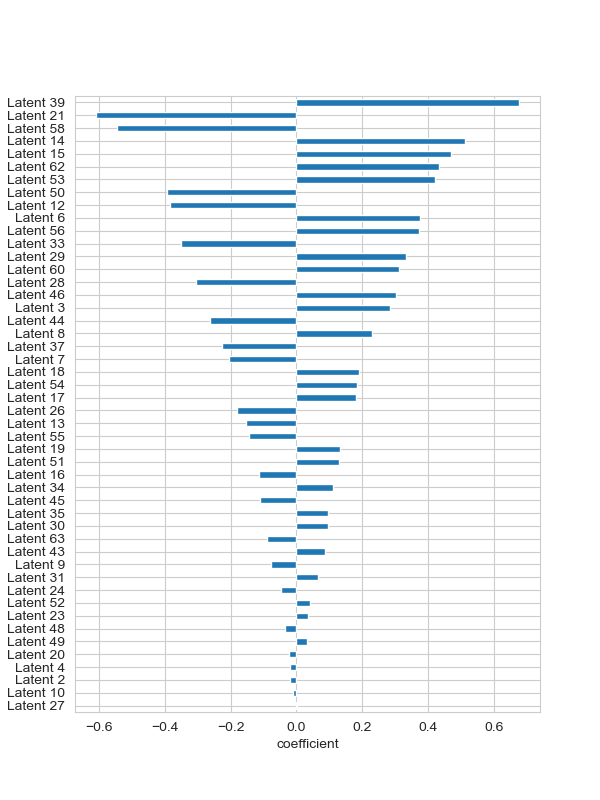 Latent 39
Latent 21
Latent 58
Latent 14
Latent 15
Latent 62
Latent 53
Latent 50
Latent 12
Latent 6
Latent 56
Latent 33
Latent 29
Latent 60
Latent 28
Latent 46
Latent 3
Latent 44
Latent 8
Latent 37
Latent 7
Latent 18
Latent 54
Latent 17
Latent 26
Latent 13
Latent 55
Latent 19
Latent 51
Latent 16
Latent 34
Latent 45
Latent 35
Latent 30
Latent 63
Latent 43
Latent 9
Latent 31
Latent 24
Latent 52
Latent 23
Latent 48
Latent 49
Latent 20
Latent 4
Latent 2
Latent 10
Latent 27
−0.6 −0.4 −0.2 0.0 0.2 0.4 0.6
coefficient